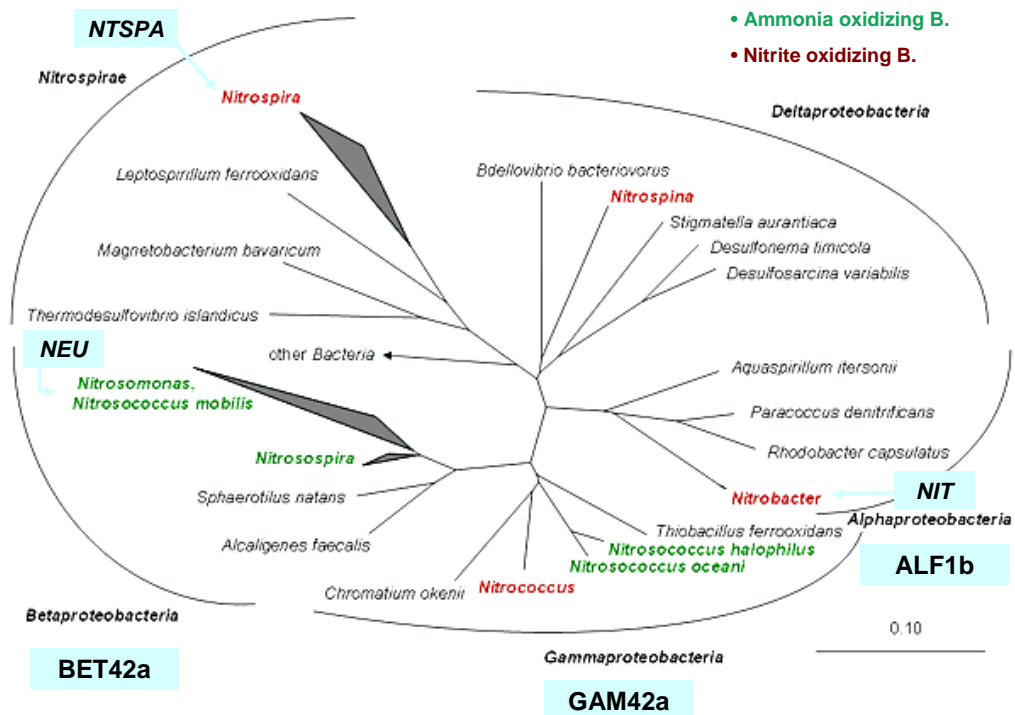 NTSPA
• Ammonia oxidizing B.
• Nitrite oxidizing B.
Nitrospirae
Nitrospira
Deltaproteobacteria
Leptospirillum ferrooxidans
Bdellovibrio bacteriovorus
Nitrospina
Stigmatella aurantiaca
Magnetobacterium bavaricum
Desulfonema limicola
Desulfosarcina variabilis
Thermodesulfovibrio islandicus
NEU
other Bacteria
Aquaspirillum itersonii
Nitrosomonas,
Nitrosococcus mobilis
Paracoccus denitrificans
Rhodobacter capsulatus
Nitrosospira
Sphaerotilus natans
Nitrobacter
NIT
Alphaproteobacteria
Thiobacillus ferrooxidans
Alcaligenes faecalis
Nitrosococcus halophilus
Nitrosococcus oceani
ALF1b
Chromatium okenii
Nitrococcus
Betaproteobacteria
0.10
Gammaproteobacteria
BET42a
GAM42a